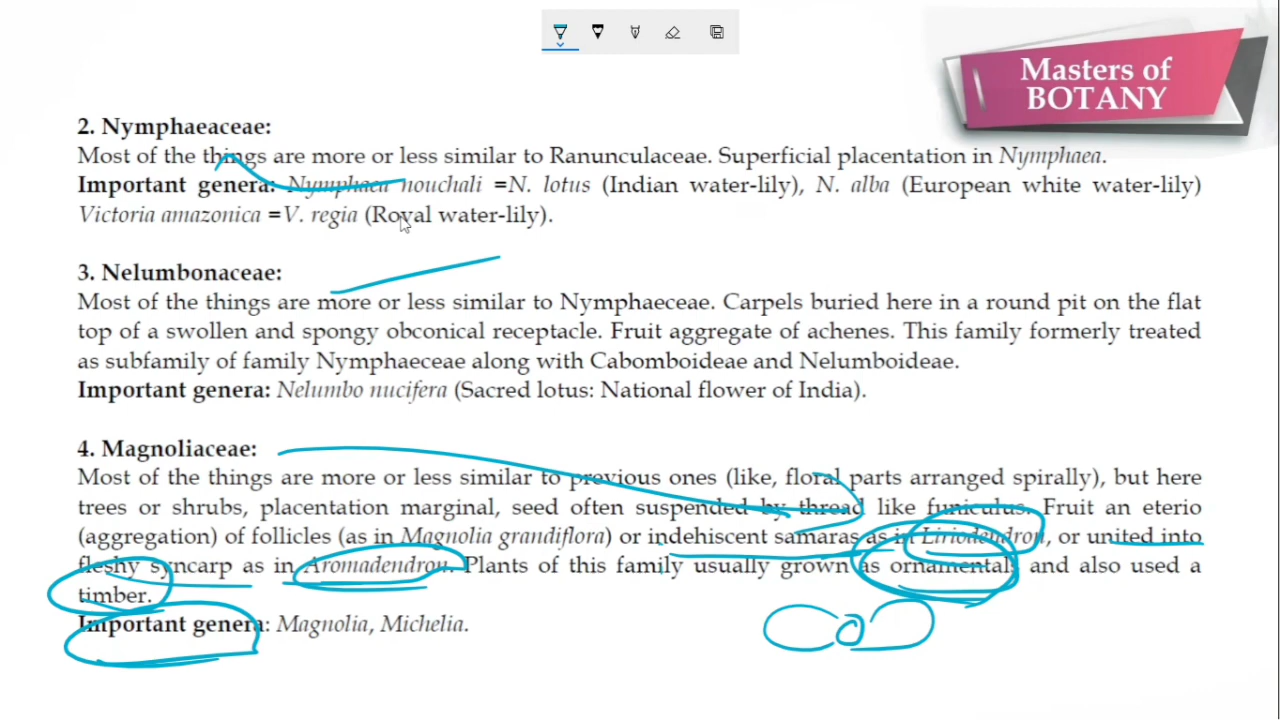 Masters of
BOTANY
2. Nymphaeaceae:
Most of the things are more or less similar to Ranunculaceae. Superficial placentation in Nymphaea.
Important genera: Nymphaea nouchali =N. lotus (Indian water-lily), N. alba (European white water-lily)
Victoria amazonica =V. regia (Royal water-lily).
3. Nelumbonaceae:
Most of the things are more or less similar to Nymphaeceae. Carpels buried here in a round pit on the flat
top of a swollen and spongy obconical receptacle. Fruit aggregate of achenes. This family formerly treated
as subfamily of family Nymphaeceae along with Cabomboideae and Nelumboideae.
Important genera: Nelumbo nucifera (Sacred lotus: National flower of India).
4. Magnoliaceae:
Most of the things are more or less similar to previous ones (like, floral parts arranged spirally), but here
trees or shrubs, placentation marginal, seed often suspended by thread like funiculus. Fruit an eterio
(aggregation) of follicles (as in Magnolia grandiflora) or indehiscent samaras as in Liriodendron, or united into
fleshy syncarp as in Aromadendron. Plants of this family usually grown as ornamentals and also used a
timber.
Important genera: Magnolia, Michelia.